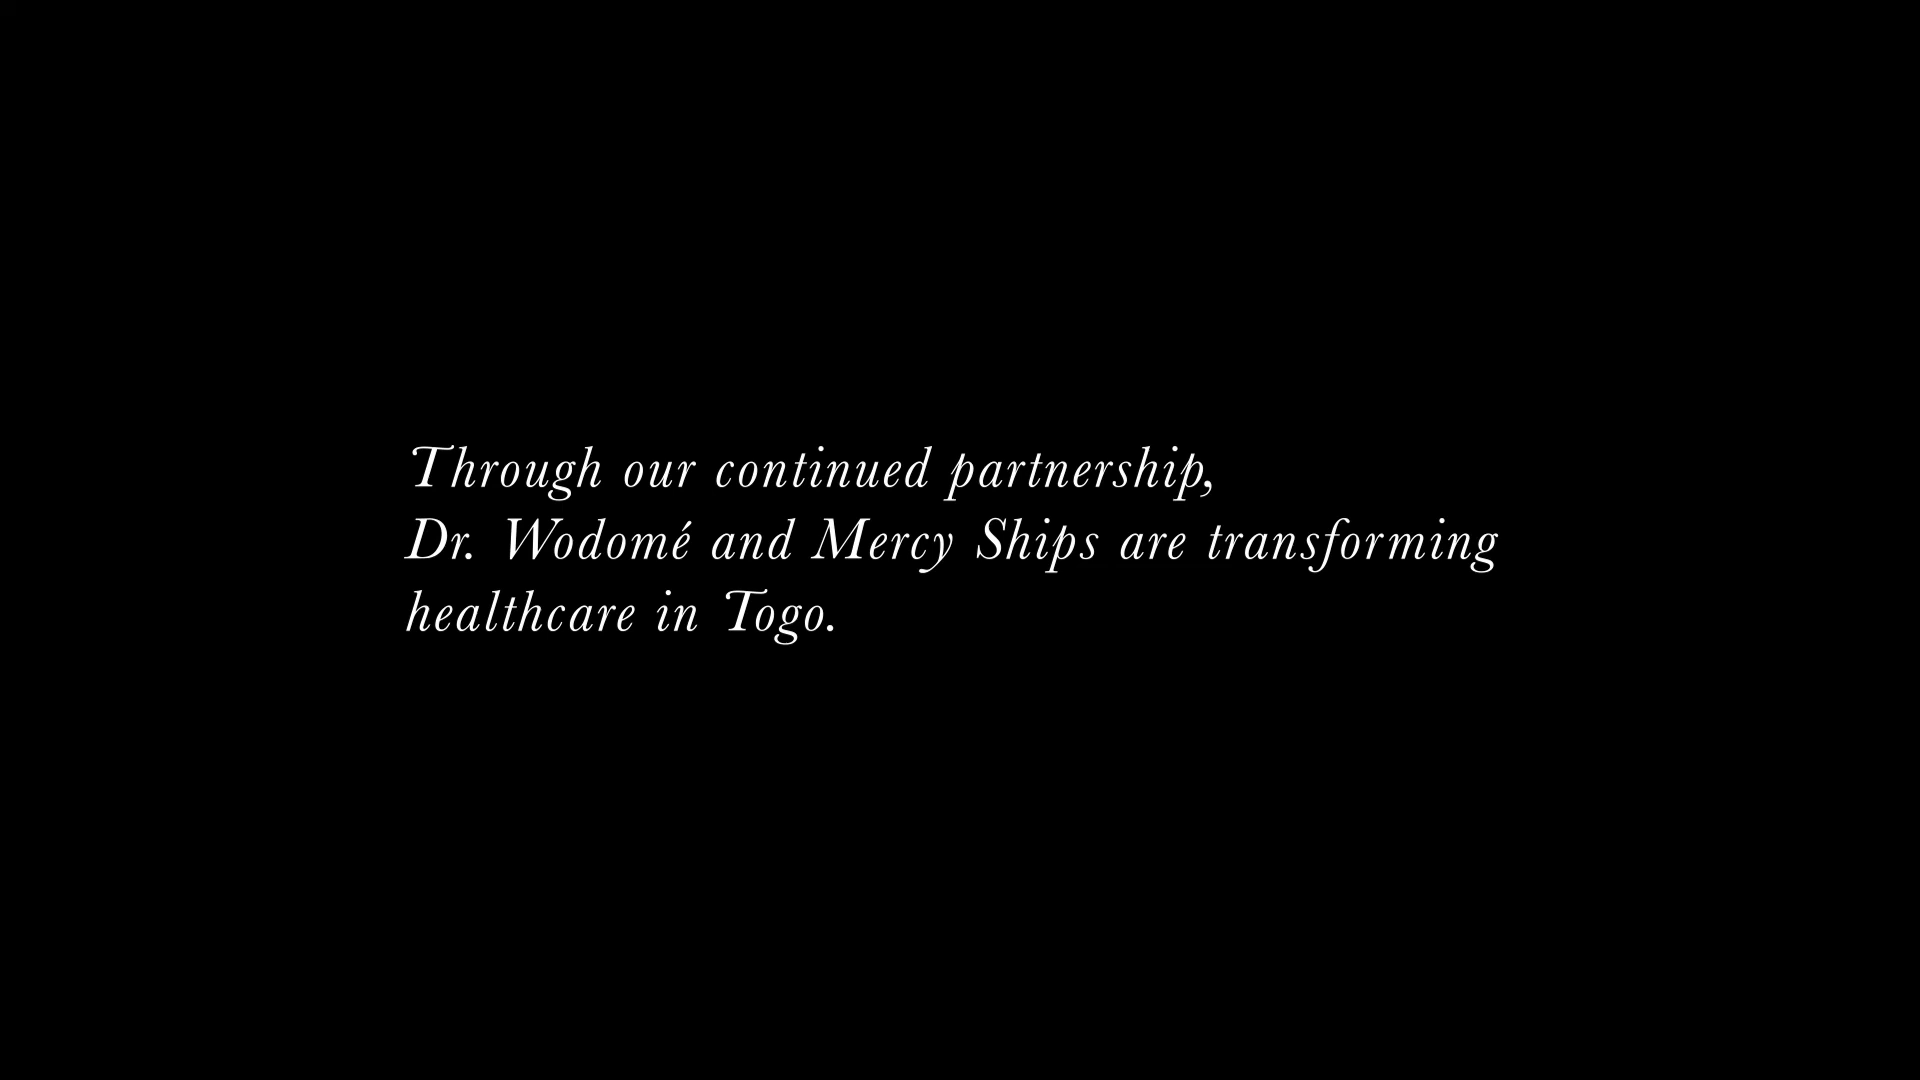 Through our continued partnership,
Dr. Wodomé and Mercy Ships are transforming
healthcare in Togo.